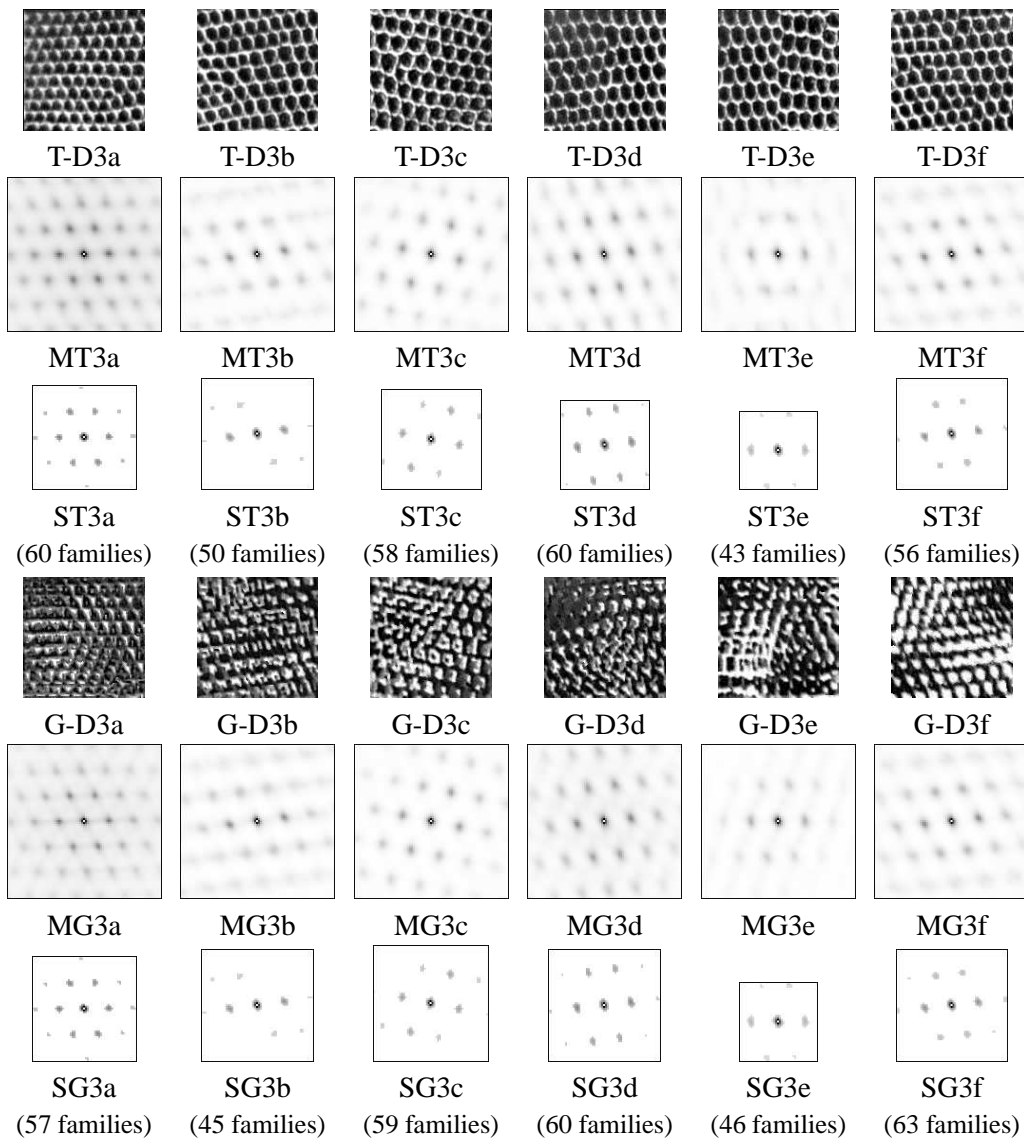 T-D3a T-D3b T-D3c T-D3d T-D3e T-D3f
MT3a MT3b MT3c MT3d MT3e MT3f
ST3a ST3b ST3c ST3d ST3e ST3f
(60 families) (50 families) (58 families) (60 families) (43 families) (56 families)
G-D3a G-D3b G-D3c G-D3d G-D3e G-D3f
MG3a MG3b MG3c MG3d MG3e MG3f
SG3a SG3b SG3c SG3d SG3e SG3f
(57 families) (45 families) (59 families) (60 families) (46 families) (63 families)